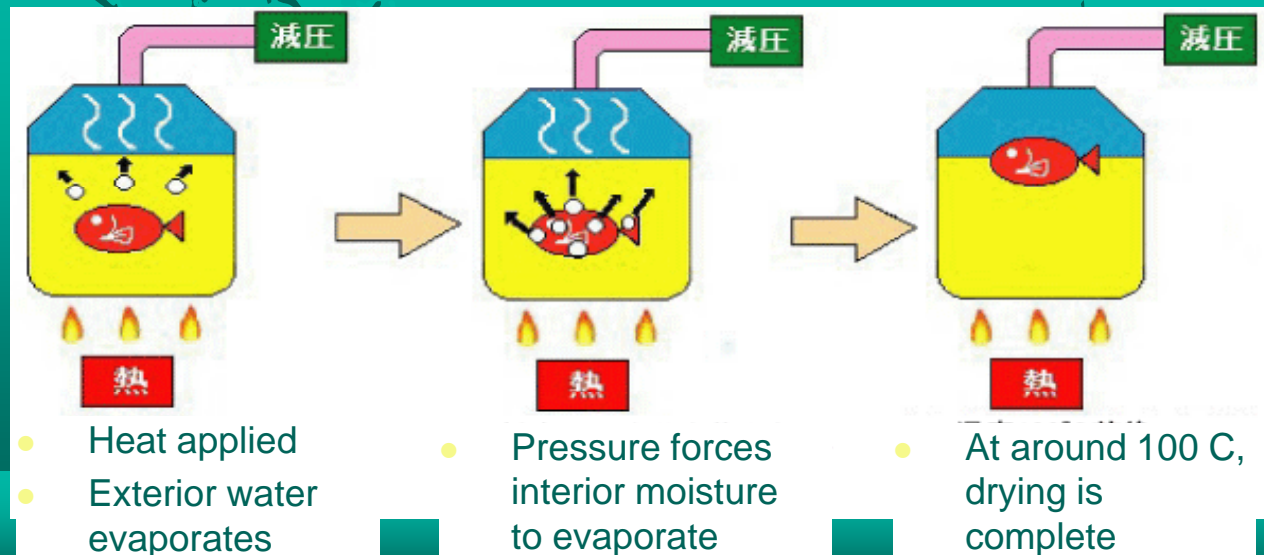 減圧
減圧
減圧
熱
熱
熱
Heat applied
Exterior water
evaporates
Pressure forces
interior moisture
to evaporate
At around 100 C,
drying is
complete